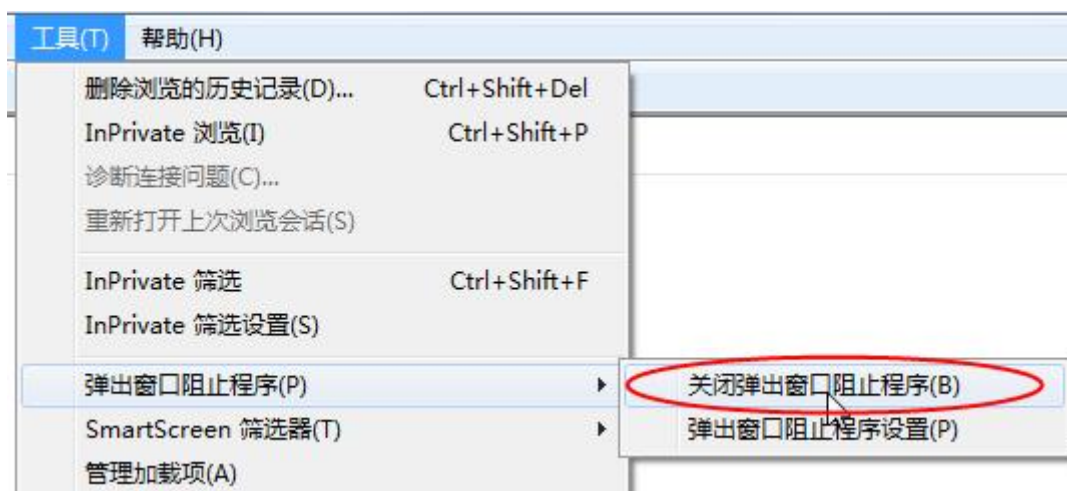 工具(T) 帮助(H)
删除浏览的历史记录(D)... Ctrl+Shift+Del
InPrivate 浏览(I) Ctrl+Shift+P
诊断连接问题(C)...
重新打开上次浏览会话(S)
InPrivate 筛选 Ctrl+Shift+F
InPrivate 筛选设置(S)
弹出窗口阻止程序(P) 关闭弹出窗口阻止程序(B)
SmartScreen 筛选器(T) 弹出窗口阻止程序设置(P)
管理加载项(A)